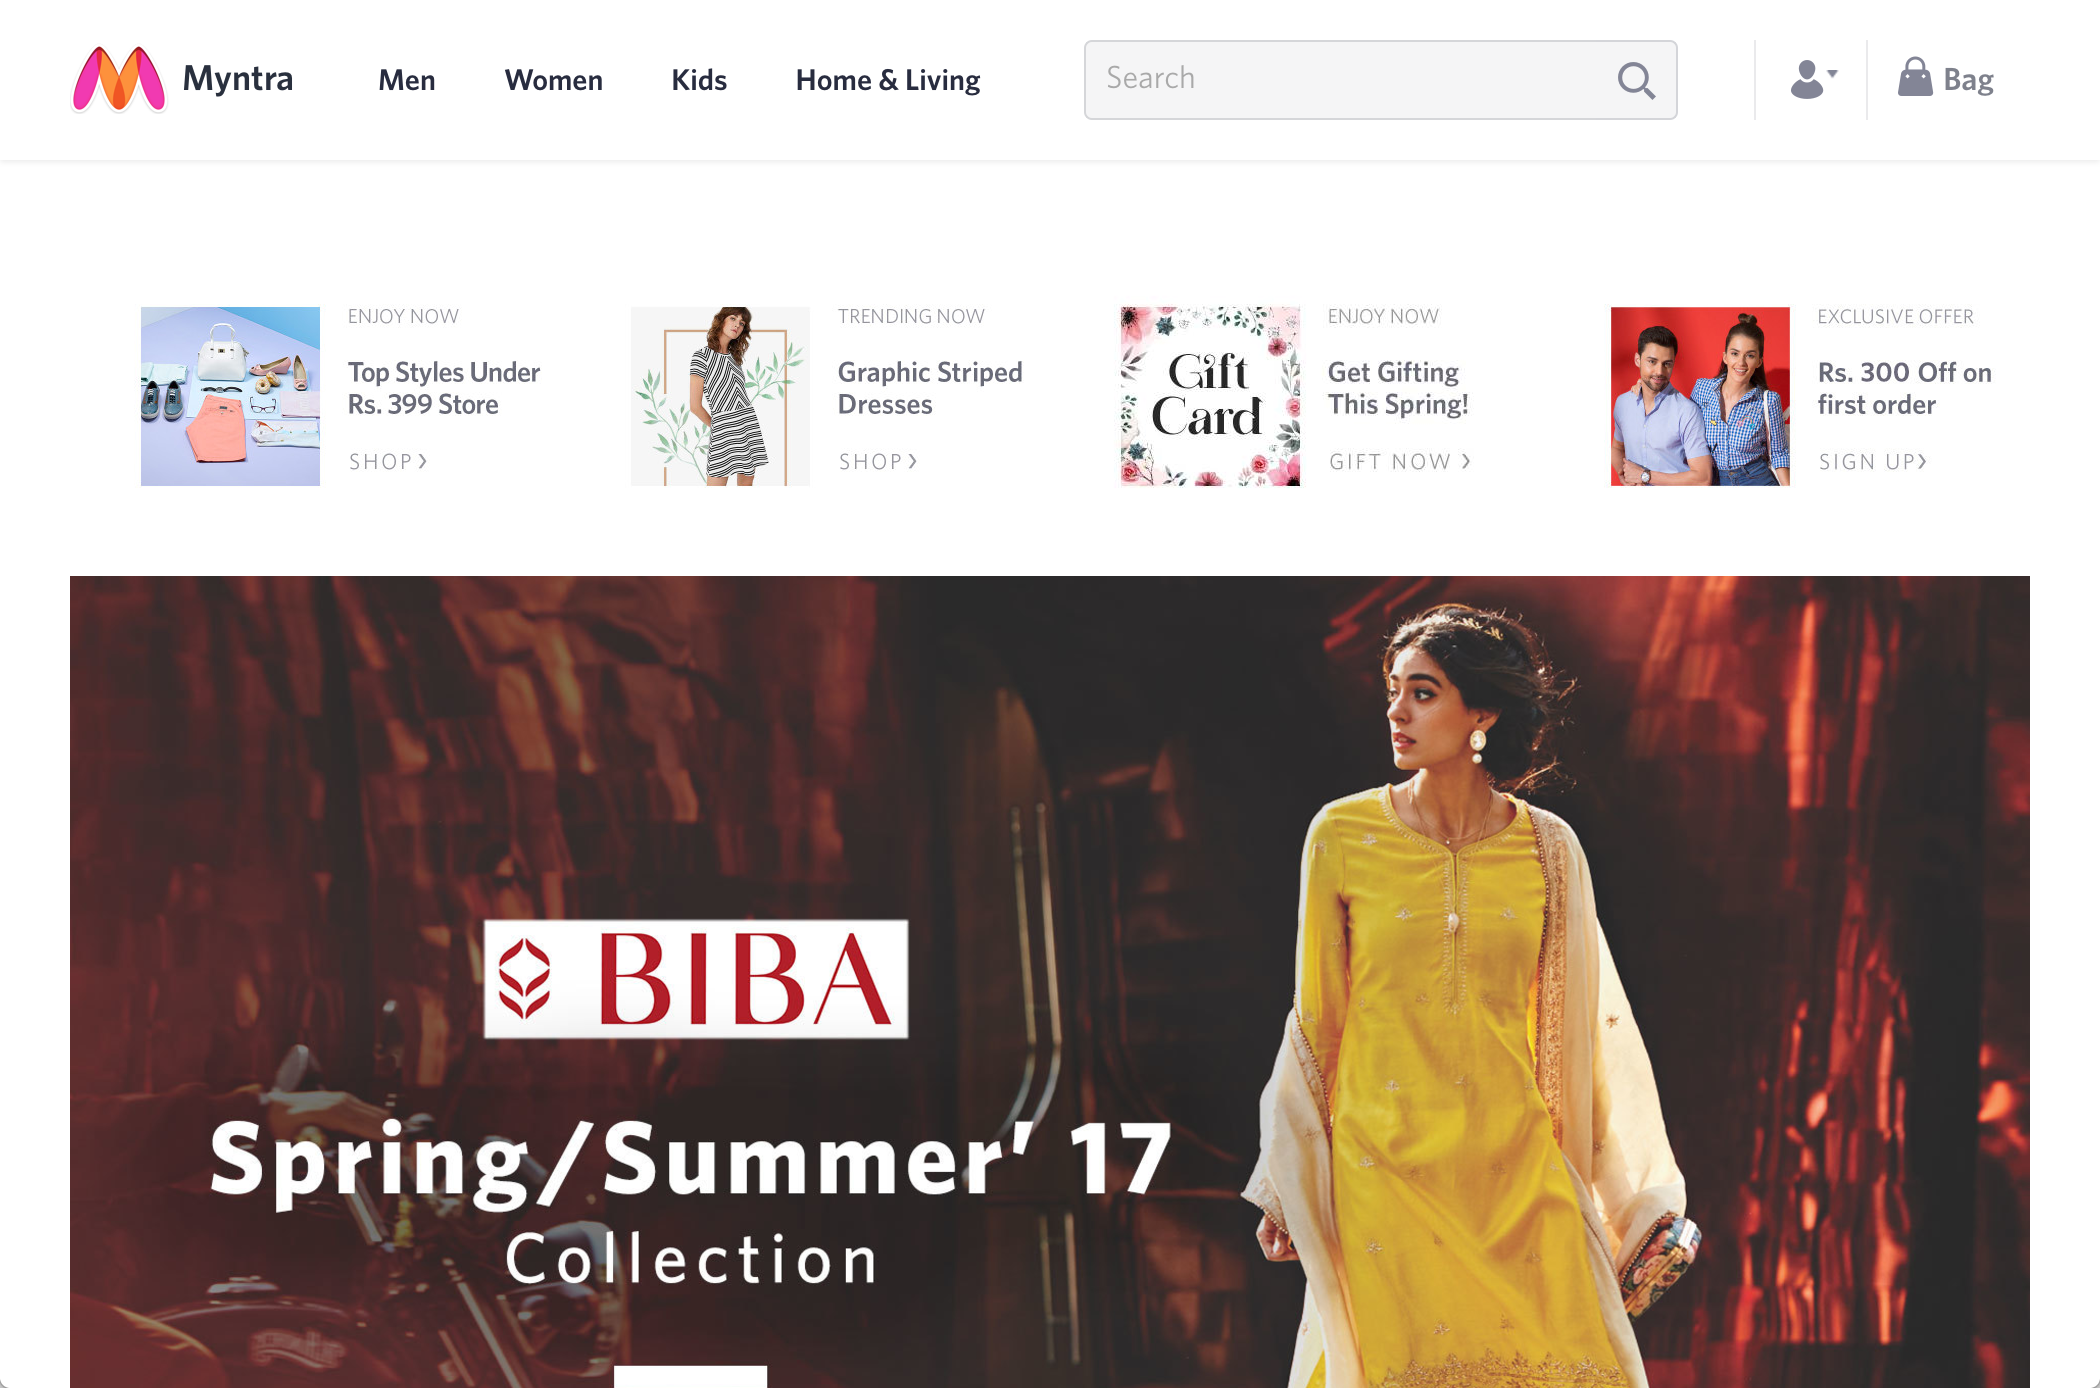 Myntra
Men
Women
Kids
Home & Living
Search
Bag
ENJOY NOW
Top Styles Under
Rs. 399 Store
SHOP
TRENDING NOW
Graphic Striped
Dresses
SHOP
Gift
Card
ENJOY NOW
Get Gifting
This Spring!
GIFT NOW
EXCLUSIVE OFFER
Rs. 300 Off on
first order
SIGN UP
BIBA
Spring/Summer' 17
Collection